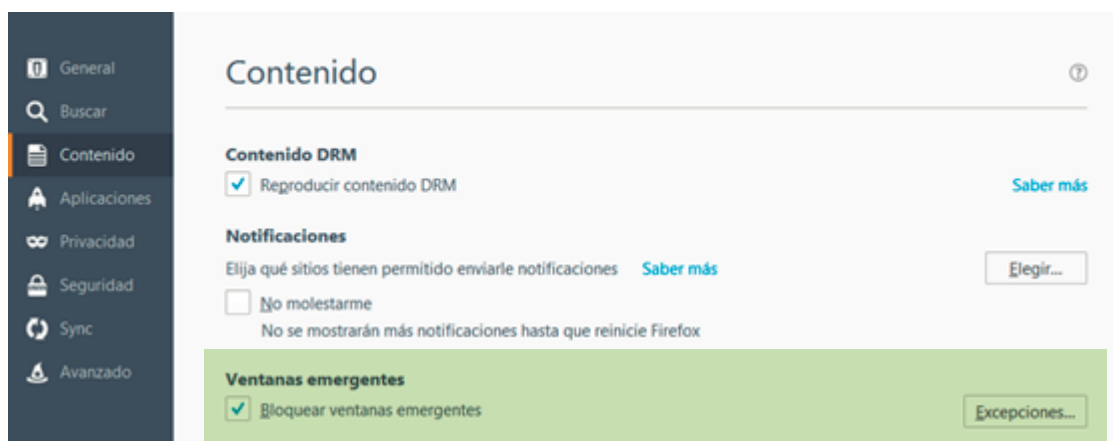 General
Buscar
Contenido
Aplicaciones
Privacidad
Seguridad
Sync
Avanzado
Contenido
?
Contenido DRM
Reproducir contenido DRM
Saber más
Notificaciones
Elija qué sitios tienen permitido enviarle notificaciones Saber más
Elegir...
No molestarme
No se mostrarán más notificaciones hasta que reinicie Firefox
Ventanas emergentes
Bloquear ventanas emergentes
Excepciones...